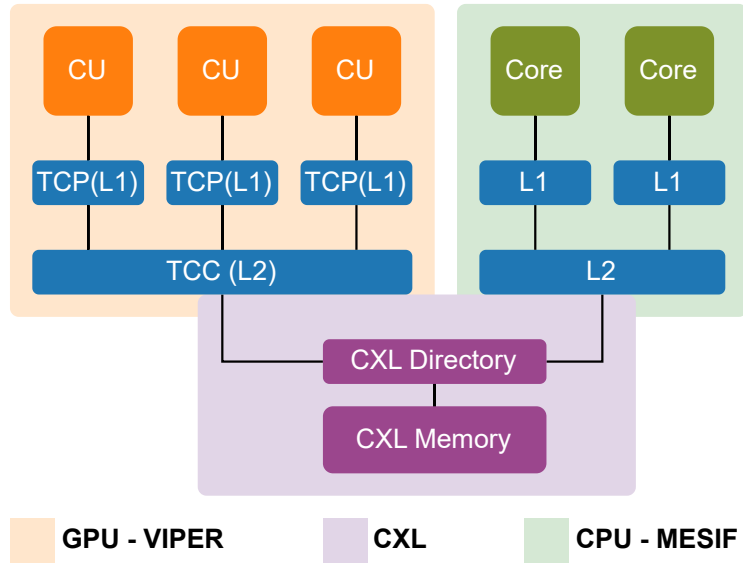 CU CU CU Core Core
TCP(L1) TCP(L1) TCP(L1) L1 L1
TCC (L2) L2
CXL Directory
CXL Memory
GPU - VIPER CXL CPU - MESIF